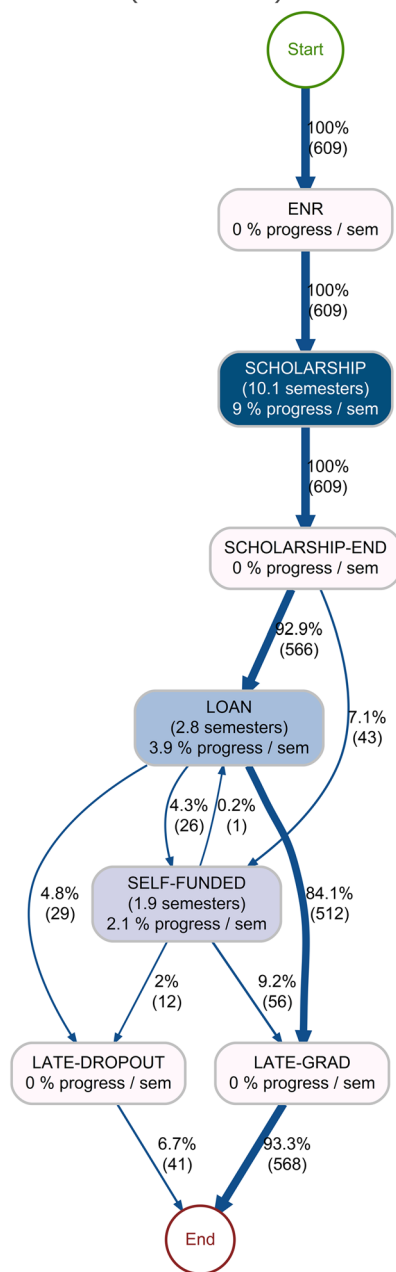 Start
100%
(609)
ENR
0 % progress / sem
100%
(609)
SCHOLARSHIP
(10.1 semesters)
9 % progress / sem
100%
(609)
SCHOLARSHIP-END
0 % progress / sem
92.9%
(566)
7.1%
(43)
LOAN
(2.8 semesters)
3.9 % progress / sem
4.3%
(26)
0.2%
(1)
84.1%
(512)
4.8%
(29)
SELF-FUNDED
(1.9 semesters)
2.1 % progress / sem
2%
(12)
9.2%
(56)
LATE-DROPOUT
0 % progress / sem
LATE-GRAD
0 % progress / sem
6.7%
(41)
93.3%
(568)
End